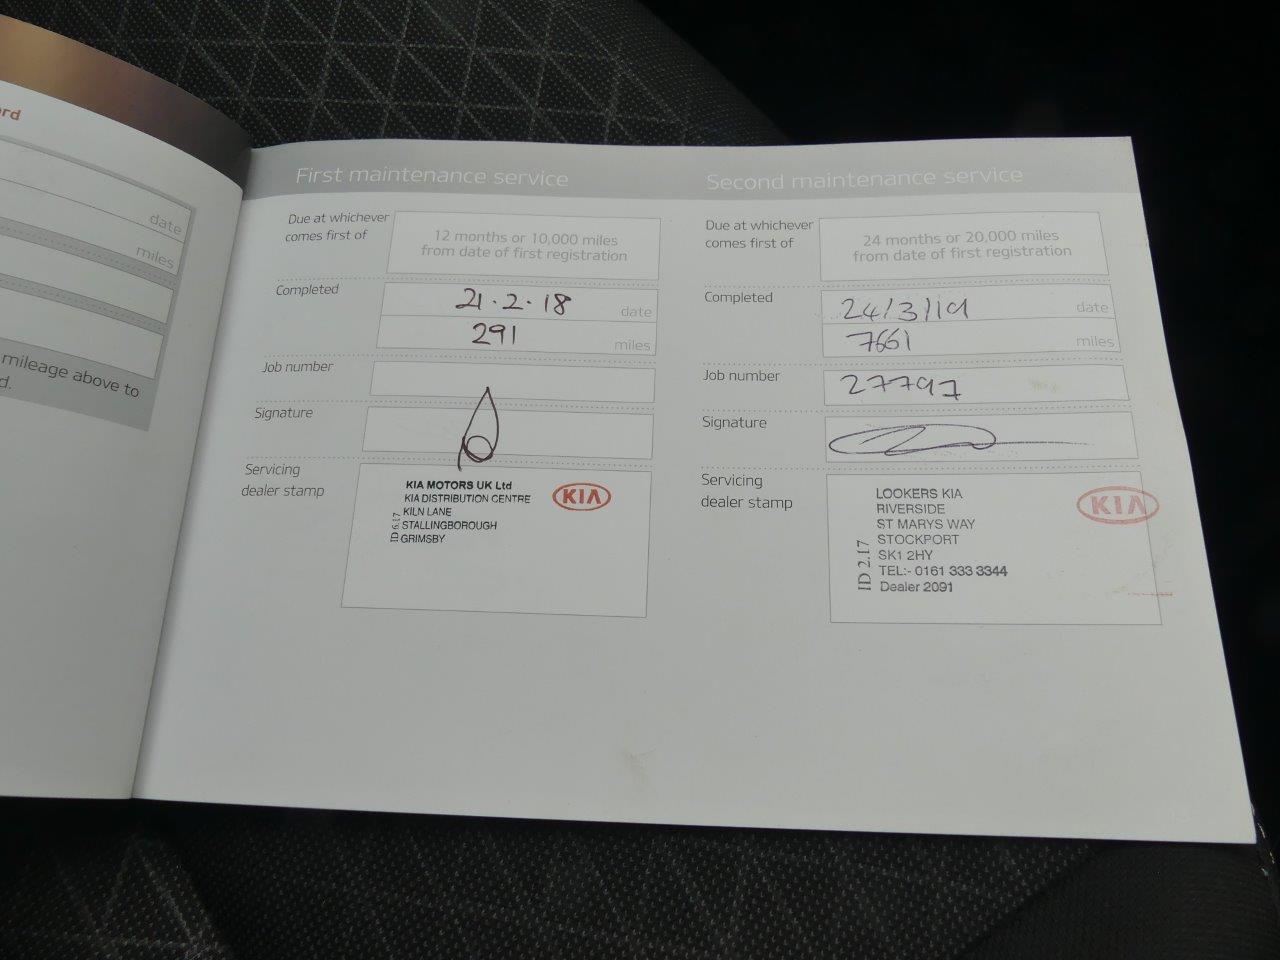 rd
date
miles
mileage above to
d.
First maintenance service
Due at whichever
comes first of
12 months or 10,000 miles
from date of first registration
Completed
21·2·18
date
291
miles
Job number
Signature
Servicing
dealer stamp
KIA MOTORS UK Ltd
KIA DISTRIBUTION CENTRE
KILN LANE
STALLINGBOROUGH
GRIMSBY
ID 6.17
KIA
Second maintenance service
Due at whichever
comes first of
24 months or 20,000 miles
from date of first registration
Completed
24/3/19
date
7661
miles
Job number
27797
Signature
Servicing
dealer stamp
LOOKERS KIA
RIVERSIDE
ST MARYS WAY
STOCKPORT
SK1 2HY
TEL:- 0161 333 3344
Dealer 2091
ID 2.17
KIA